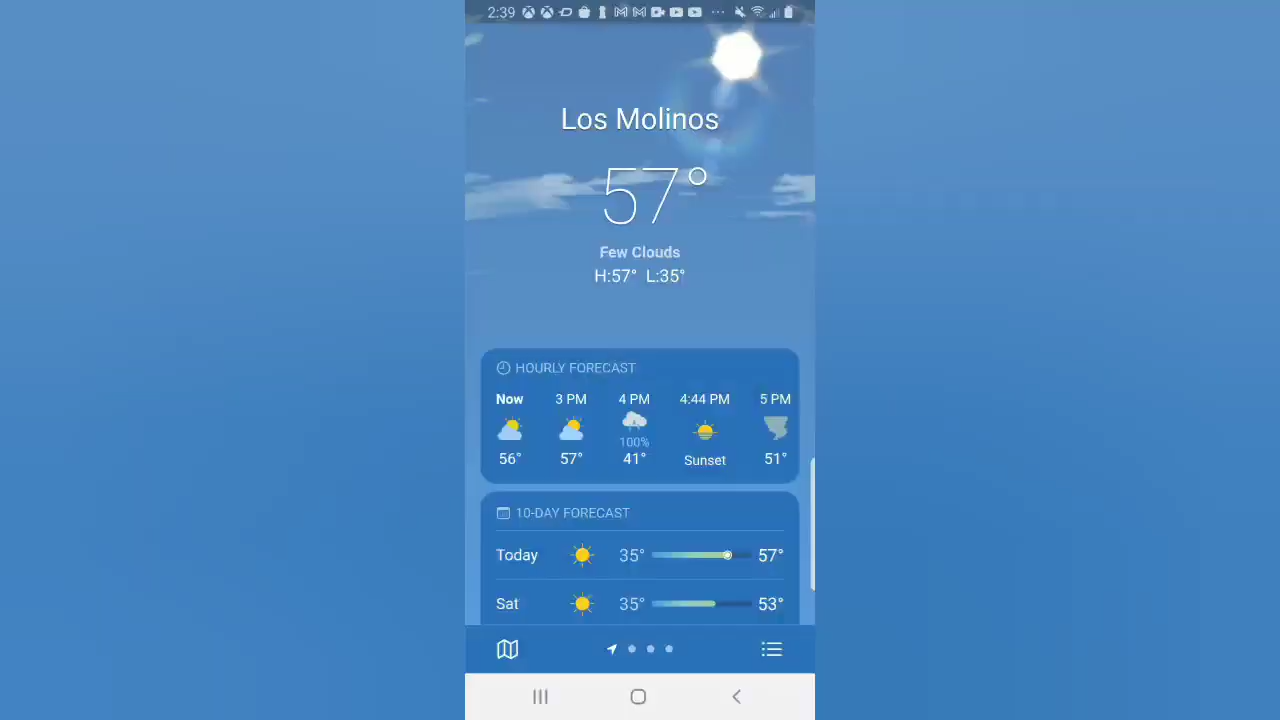 2:39
Los Molinos
57°
Few Clouds
H:57° L:35°
HOURLY FORECAST
Now 3 PM 4 PM 4:44 PM 5 PM
100%
56° 57° 41° Sunset 51°
10-DAY FORECAST
Today 35° 57°
Sat 35° 53°